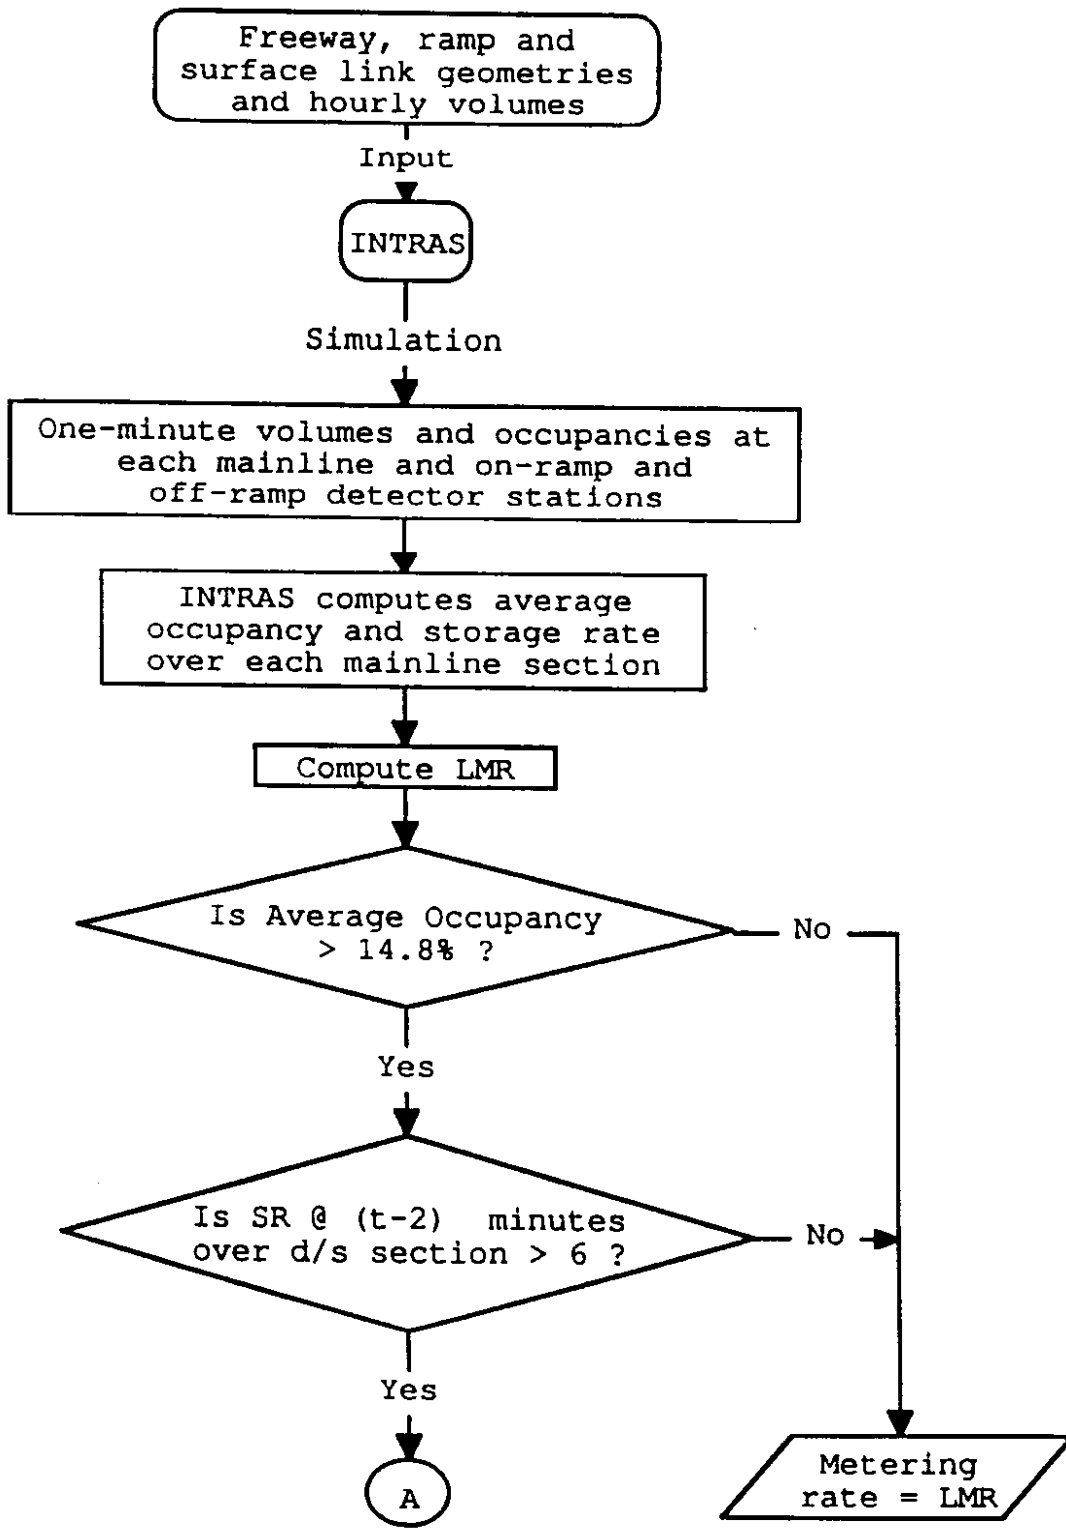 Freeway, ramp and
surface link geometries
and hourly volumes
Input
INTRAS
Simulation
One-minute volumes and occupancies at
each mainline and on-ramp and
off-ramp detector stations
INTRAS computes average
occupancy and storage rate
over each mainline section
Compute LMR
Is Average Occupancy
> 14.8% ?
No
Yes
Is SR @ (t-2) minutes
over d/s section > 6 ?
No
Yes
A
Metering
rate = LMR